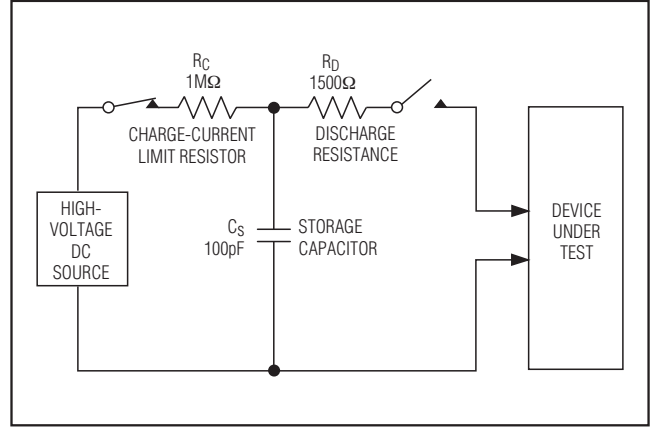 R_C
1MΩ
CHARGE-CURRENT
LIMIT RESISTOR
R_D
1500Ω
DISCHARGE
RESISTANCE
HIGH-
VOLTAGE
DC
SOURCE
C_S
100pF
STORAGE
CAPACITOR
DEVICE
UNDER
TEST